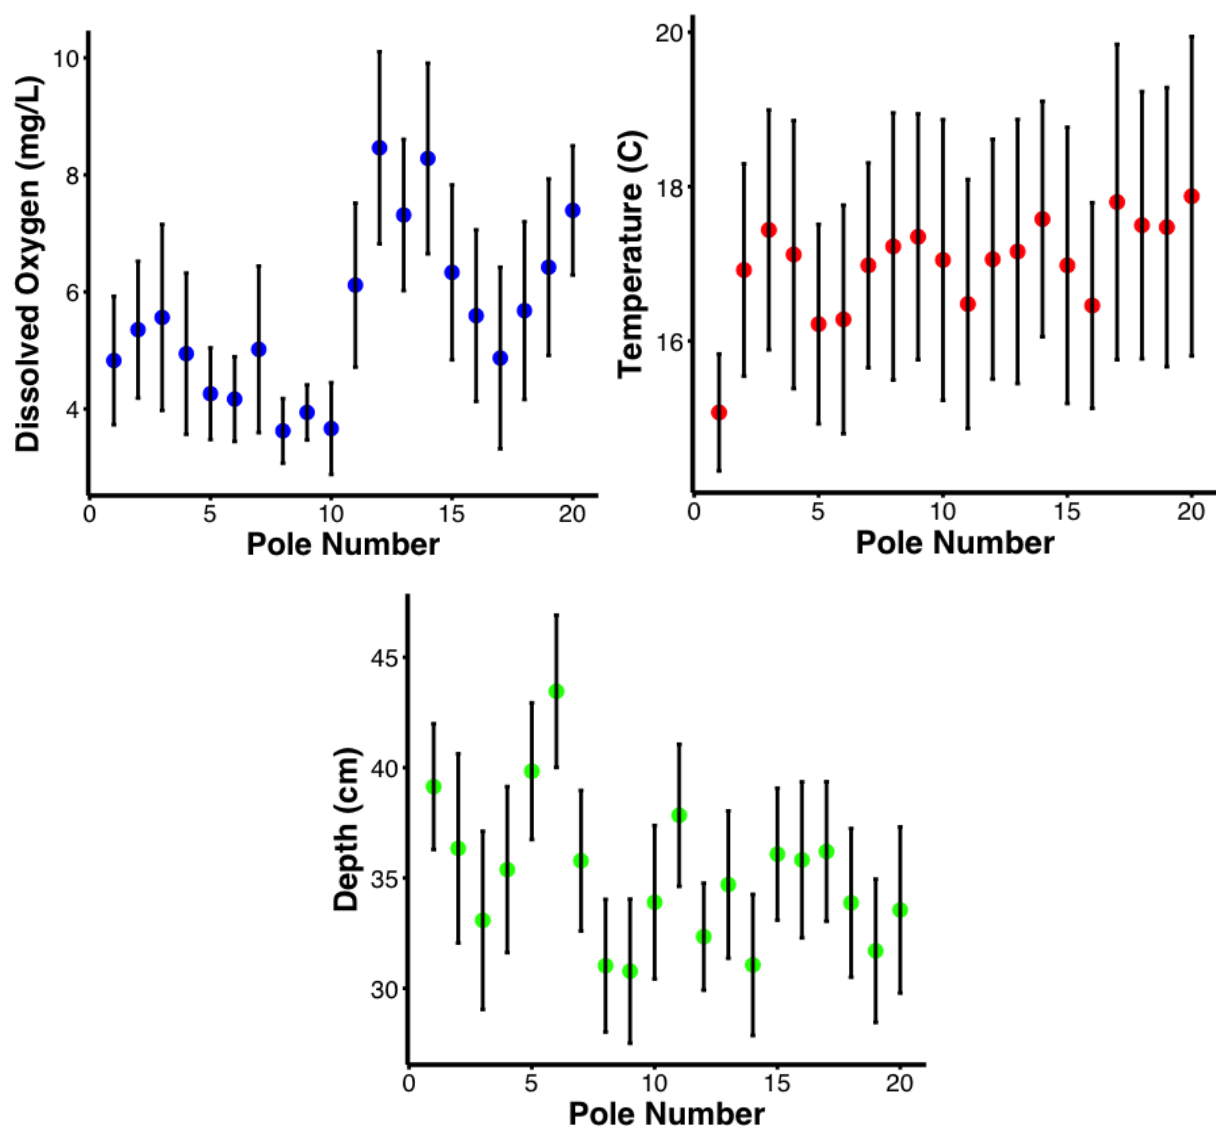 Dissolved Oxygen (mg/L)
10
8
6
4
0 5 10 15 20
Pole Number
Temperature (C)
20
18
16
0 5 10 15 20
Pole Number
Depth (cm)
45
40
35
30
0 5 10 15 20
Pole Number